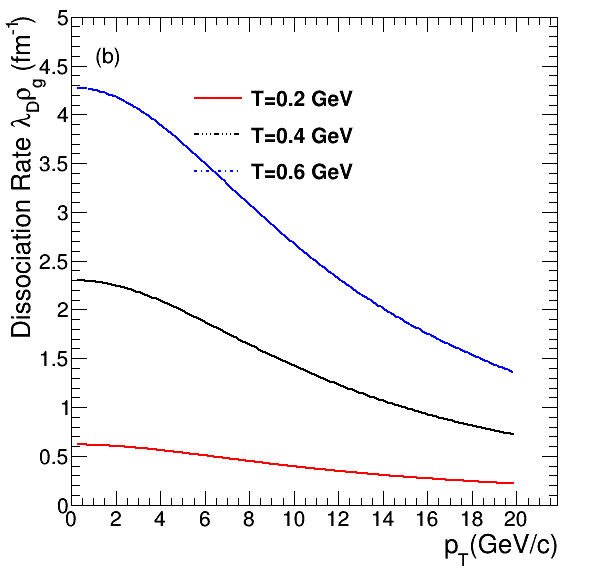 Dissociation Rate λ_Dρ_g (fm⁻¹)
(b)
T=0.2 GeV
T=0.4 GeV
T=0.6 GeV
5
4.5
4
3.5
3
2.5
2
1.5
1
0.5
0
0 2 4 6 8 10 12 14 16 18 20
p_T(GeV/c)